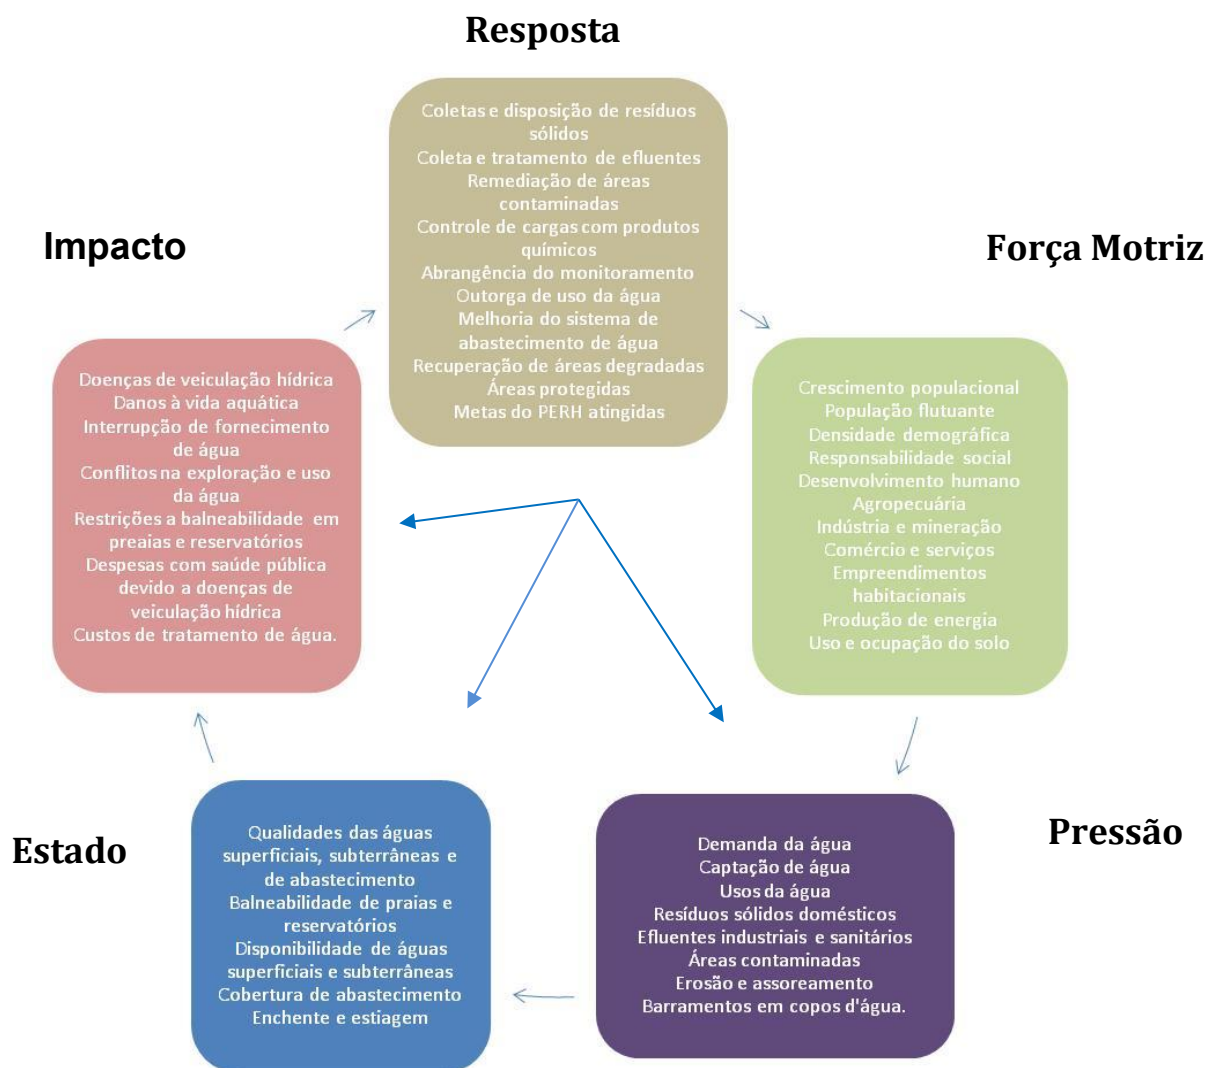 Resposta
Coletas e disposição de resíduos
sólidos
Coleta e tratamento de efluentes
Remediação de áreas
contaminadas
Controle de cargas com produtos
químicos
Abrangência do monitoramento
Outorga de uso da água
Melhoria do sistema de
abastecimento de água
Recuperação de áreas degradadas
Áreas protegidas
Metas do PERH atingidas
Impacto
Doenças de veiculação hídrica
Danos à vida aquática
Interrupção de fornecimento
de água
Conflitos na exploração e uso
da água
Restrições a balneabilidade em
preaias e reservatórios
Despesas com saúde pública
devido a doenças de
veiculação hídrica
Custos de tratamento de água.
Força Motriz
Crescimento populacional
População flutuante
Densidade demográfica
Responsabilidade social
Desenvolvimento humano
Agropecuária
Indústria e mineração
Comércio e serviços
Empreendimentos
habitacionais
Produção de energia
Uso e ocupação do solo
Estado
Qualidades das águas
superficiais, subterrâneas e
de abastecimento
Balneabilidade de praias e
reservatórios
Disponibilidade de águas
superficiais e subterrâneas
Cobertura de abastecimento
Enchente e estiagem
Pressão
Demanda da água
Captação de água
Usos da água
Resíduos sólidos domésticos
Efluentes industriais e sanitários
Áreas contaminadas
Erosão e assoreamento
Barramentos em copos d'água.